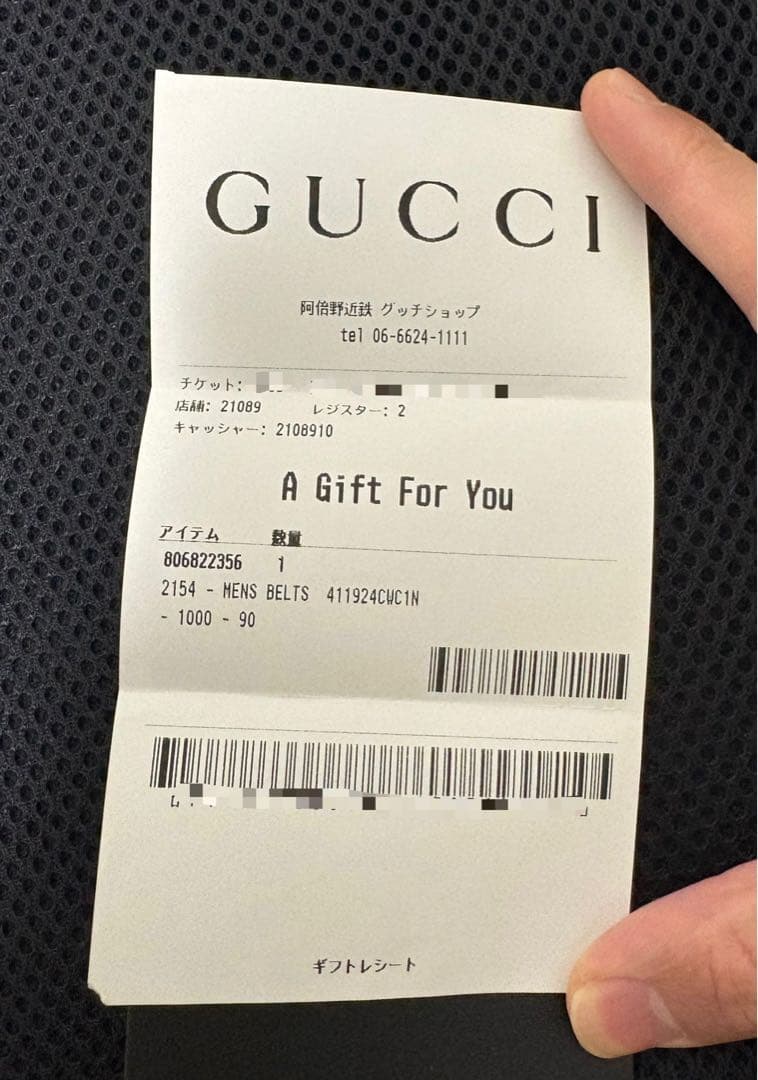 GUCCI
阿倍野近鉄 グッチショップ
tel 06-6624-1111
チケット:
店舗: 21089 レジスター: 2
キャッシャー: 2108910
A Gift For You
アイテム 数量
806822356 1
2154 - MENS BELTS 411924CWC1N
- 1000 - 90
ギフトレシート